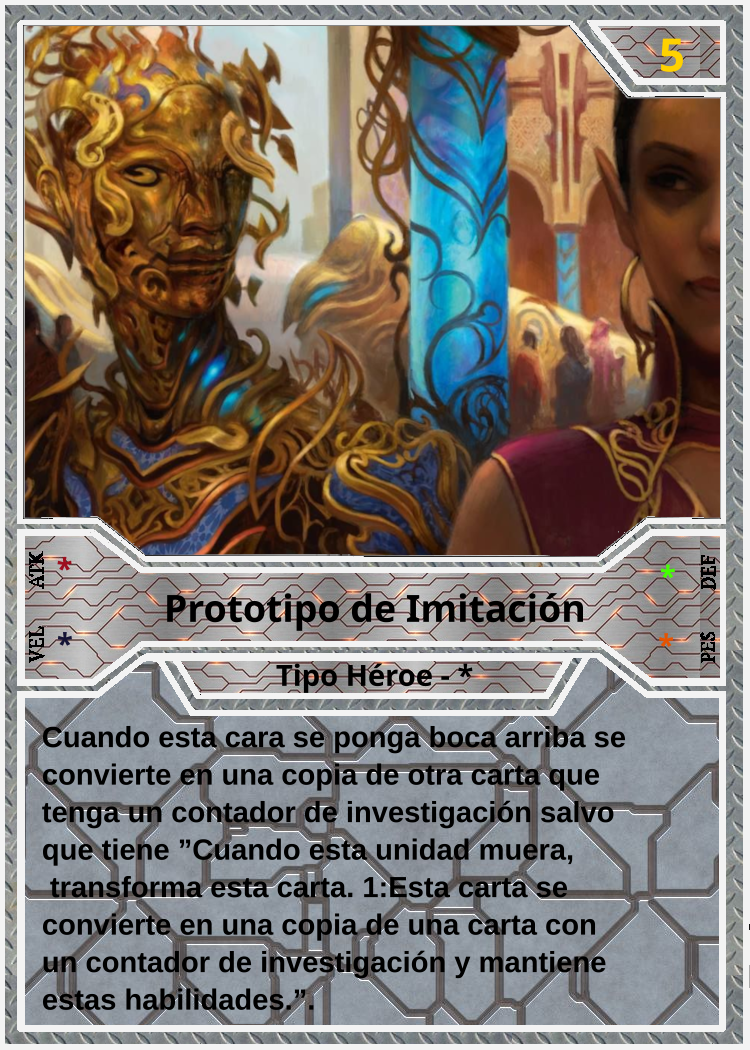 5
ATK *
* DEF
Prototipo de Imitación
VEL *
* PES
Tipo Héroe - *
Cuando esta cara se ponga boca arriba se
convierte en una copia de otra carta que
tenga un contador de investigación salvo
que tiene ”Cuando esta unidad muera,
transforma esta carta. 1:Esta carta se
convierte en una copia de una carta con
un contador de investigación y mantiene
estas habilidades.”.